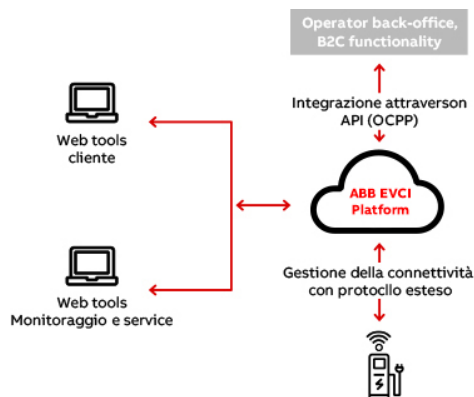 Operator back-office,
B2C functionality
Integrazione attraverson
API (OCPP)
Web tools
cliente
ABB EVCI
Platform
Gestione della connettività
con protocllo esteso
Web tools
Monitoraggio e service